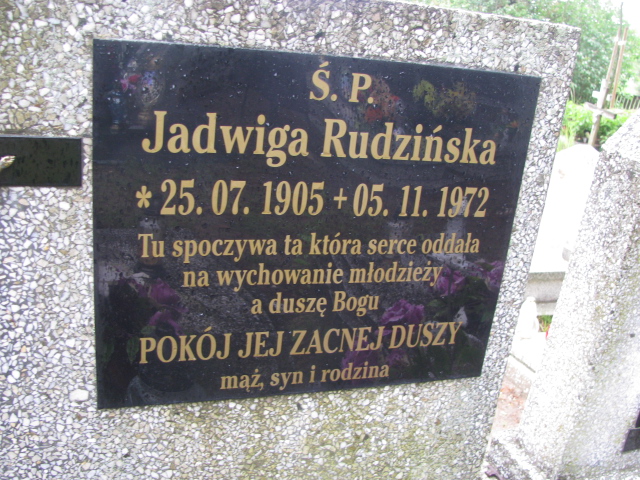 Ś. P.
Jadwiga Rudzińska
* 25. 07. 1905 + 05. 11. 1972
Tu spoczywa ta która serce oddała
na wychowanie młodzieży
a duszę Bogu
POKÓJ JEJ ZACNEJ DUSZY
mąż, syn i rodzina